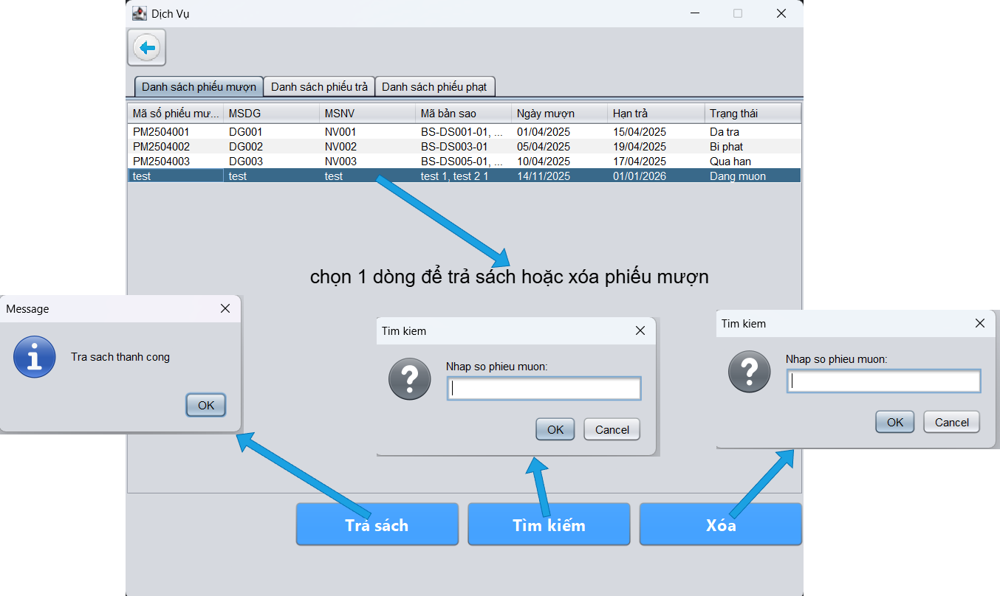 Dịch Vụ
Danh sách phiếu mượn Danh sách phiếu trả Danh sách phiếu phạt
Mã số phiếu mư... MSDG MSNV Mã bản sao Ngày mượn Hạn trả Trạng thái
PM2504001 DG001 NV001 BS-DS001-01, ... 01/04/2025 15/04/2025 Da tra
PM2504002 DG002 NV002 BS-DS003-01 05/04/2025 19/04/2025 Bi phat
PM2504003 DG003 NV003 BS-DS005-01, ... 10/04/2025 17/04/2025 Qua han
test test test test 1, test 2 1 14/11/2025 01/01/2026 Dang muon
chọn 1 dòng để trả sách hoặc xóa phiếu mượn
Message
Tra sach thanh cong
OK
Tim kiem
Nhap so phieu muon:
OK Cancel
Tim kiem
Nhap so phieu muon:
OK Cancel
Trả sách Tìm kiếm Xóa